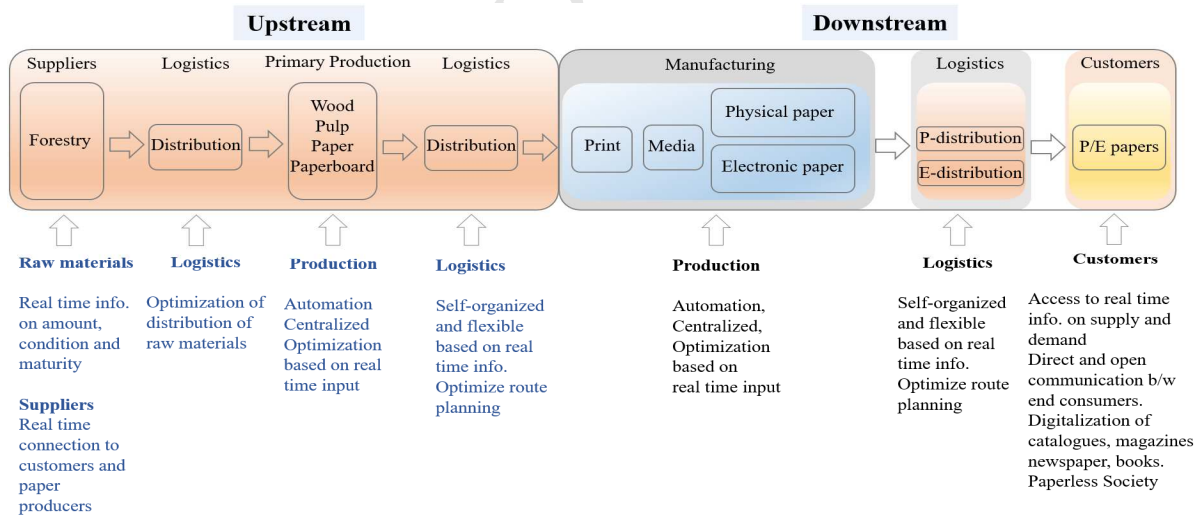 Upstream
Downstream
Suppliers
Logistics
Primary Production
Logistics
Manufacturing
Logistics
Customers
Forestry
Distribution
Wood
Pulp
Paper
Paperboard
Distribution
Print
Media
Physical paper
Electronic paper
P-distribution
E-distribution
P/E papers
Raw materials
Real time info.
on amount,
condition and
maturity
Suppliers
Real time
connection to
customers and
paper
producers
Logistics
Optimization of
distribution of
raw materials
Production
Automation
Centralized
Optimization
based on real
time input
Logistics
Self-organized
and flexible
based on real
time info.
Optimize route
planning
Production
Automation,
Centralized,
Optimization
based on
real time input
Logistics
Self-organized
and flexible
based on real
time info.
Optimize route
planning
Customers
Access to real time
info. on supply and
demand
Direct and open
communication b/w
end consumers.
Digitalization of
catalogues, magazines
newspaper, books.
Paperless Society